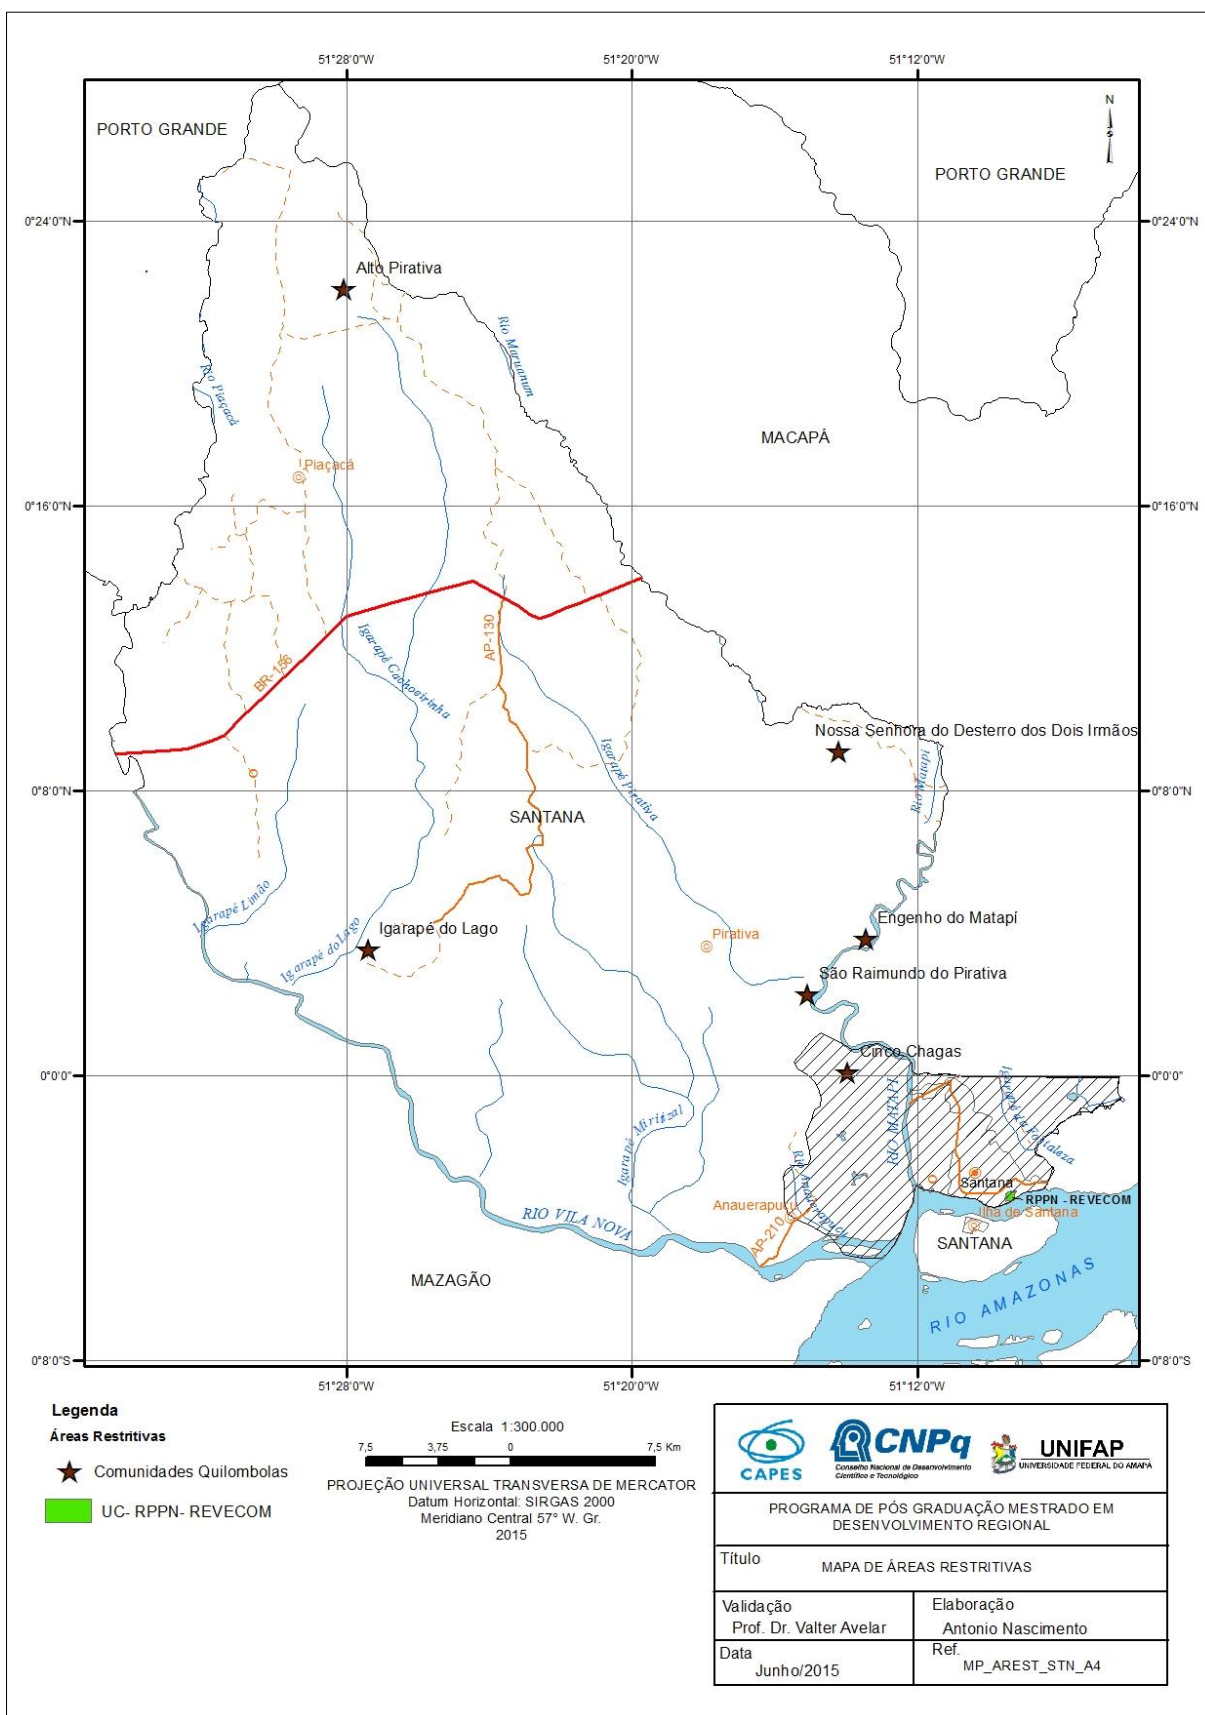 51°28'0"W
51°20'0"W
51°12'0"W
PORTO GRANDE
N
S
PORTO GRANDE
0°24'0"N
0°24'0"N
Alto Pirativa
Rio Maruanum
Rio Piaçacá
MACAPÁ
Piaçacá
0°16'0"N
0°16'0"N
AP-130
Igarapé Cachoeirinha
BR-156
Nossa Senhora do Desterro dos Dois Irmãos
Igarapé Pirativa
Rio Matapi
0°8'0"N
0°8'0"N
SANTANA
Igarapé Limão
Engenho do Matapí
Igarapé do Lago
Igarapé do Lago
Pirativa
São Raimundo do Pirativa
Cinco Chagas
0°0'0"
0°0'0"
RIO MATAPI
Igarapé da Fortaleza
Igarapé Miritzal
Rio Anauerapucu
Santana
RPPN - REVECOM
Anauerapucu
Ilha de Santana
RIO VILA NOVA
AP-210
SANTANA
MAZAGÃO
RIO AMAZONAS
0°8'0"S
0°8'0"S
51°28'0"W
51°20'0"W
51°12'0"W
Legenda
Áreas Restritivas
Comunidades Quilombolas
UC- RPPN- REVECOM
Escala 1:300.000
7,5 3,75 0 7,5 Km
PROJEÇÃO UNIVERSAL TRANSVERSA DE MERCATOR
Datum Horizontal: SIRGAS 2000
Meridiano Central 57° W. Gr.
2015
CAPES
CNPq
Conselho Nacional de Desenvolvimento
Científico e Tecnológico
UNIFAP
UNIVERSIDADE FEDERAL DO AMAPA
PROGRAMA DE PÓS GRADUAÇÃO MESTRADO EM
DESENVOLVIMENTO REGIONAL
Título
MAPA DE ÁREAS RESTRITIVAS
Validação
Prof. Dr. Valter Avelar
Elaboração
Antonio Nascimento
Data
Junho/2015
Ref.
MP_AREST_STN_A4